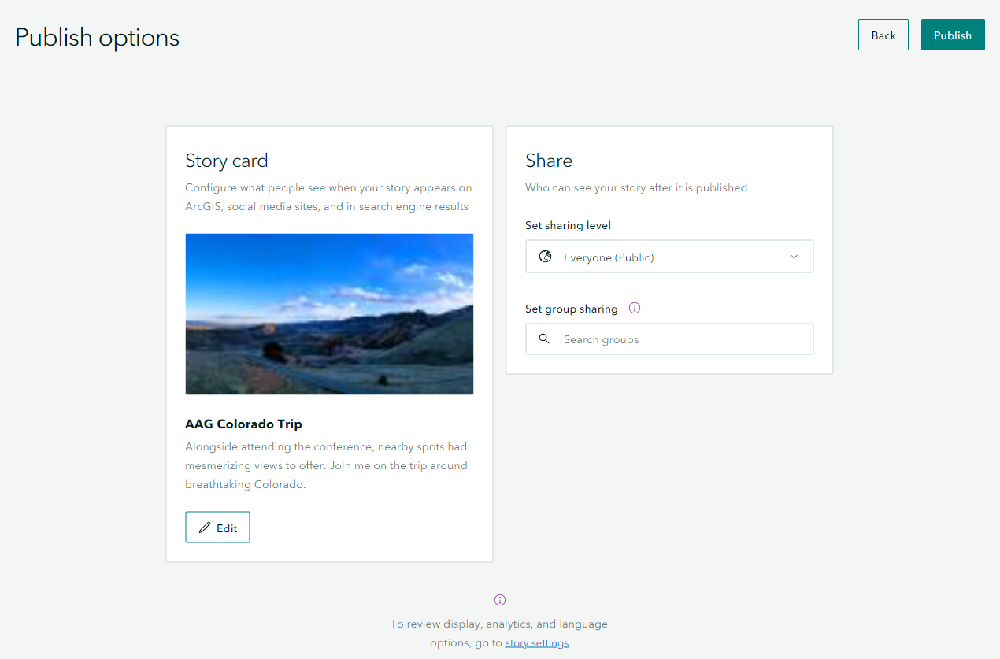 Publish options
Back
Publish
Story card
Configure what people see when your story appears on
ArcGIS, social media sites, and in search engine results
AAG Colorado Trip
Alongside attending the conference, nearby spots had
mesmerizing views to offer. Join me on the trip around
breathtaking Colorado.
Edit
Share
Who can see your story after it is published
Set sharing level
Everyone (Public)
Set group sharing
Search groups
To review display, analytics, and language
options, go to story settings